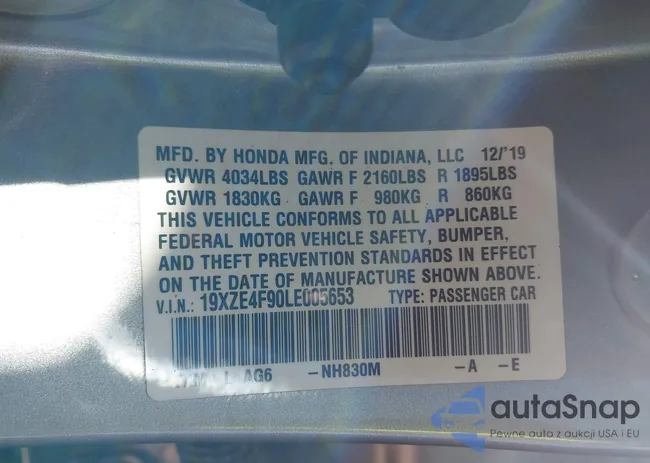 MFD. BY HONDA MFG. OF INDIANA, LLC 12/'19
GVWR 4034LBS GAWR F 2160LBS R 1895LBS
GVWR 1830KG GAWR F 980KG R 860KG
THIS VEHICLE CONFORMS TO ALL APPLICABLE
FEDERAL MOTOR VEHICLE SAFETY, BUMPER,
AND THEFT PREVENTION STANDARDS IN EFFECT
ON THE DATE OF MANUFACTURE SHOWN ABOVE.
V.I.N.: 19XZE4F90LE005653 TYPE: PASSENGER CAR
AG6 -NH830M -A -E
autaSnap
Pewne auta z aukcji USA i EU